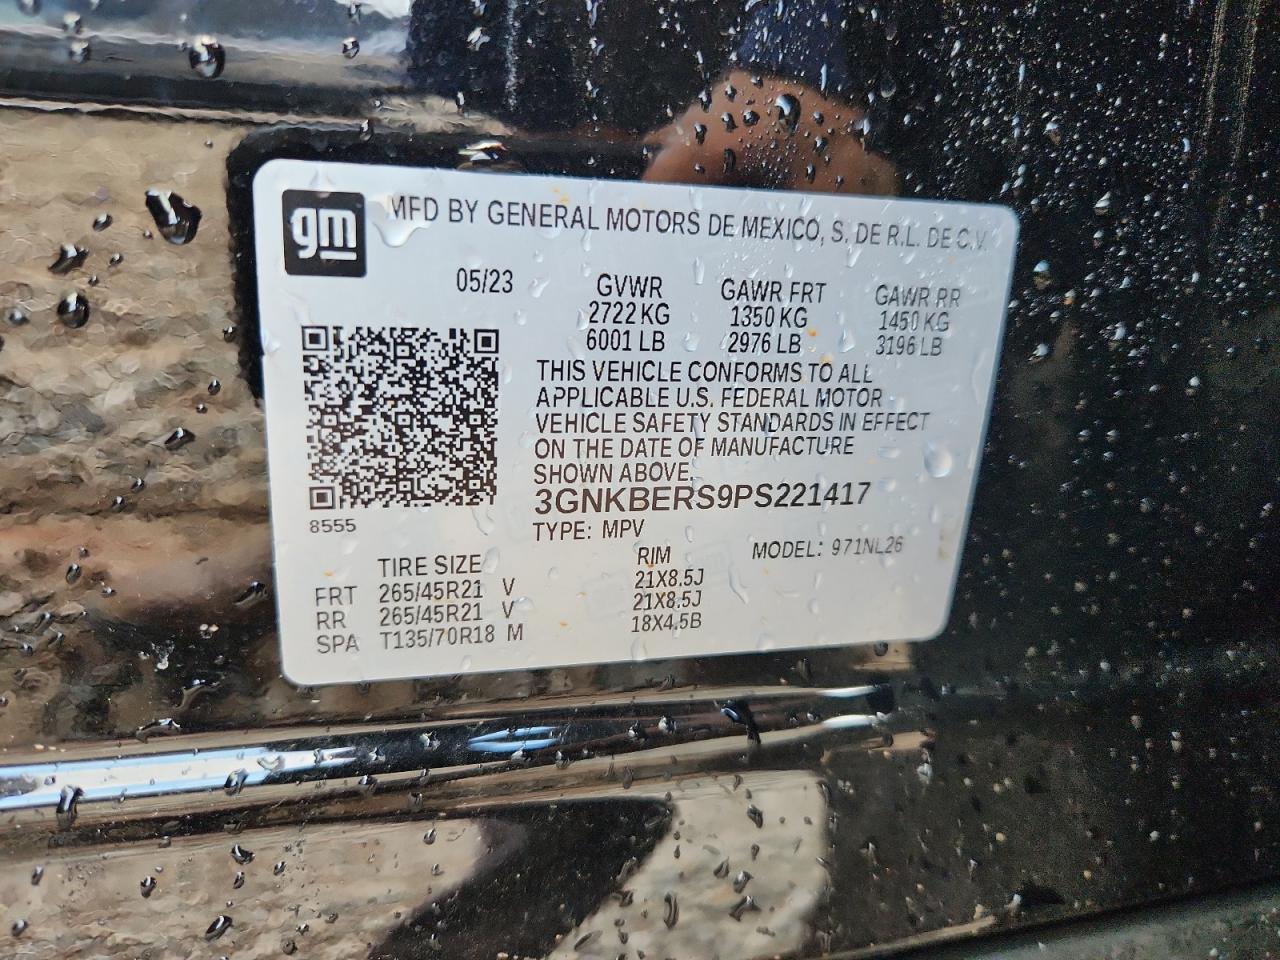 gm MFD BY GENERAL MOTORS DE MEXICO, S. DE R.L. DE C.V.
05/23 GVWR GAWR FRT GAWR RR
2722 KG 1350 KG 1450 KG
6001 LB 2976 LB 3196 LB
THIS VEHICLE CONFORMS TO ALL
APPLICABLE U.S. FEDERAL MOTOR
VEHICLE SAFETY STANDARDS IN EFFECT
ON THE DATE OF MANUFACTURE
SHOWN ABOVE.
3GNKBERS9PS221417
8555
TYPE: MPV MODEL: 971NL26
TIRE SIZE RIM
FRT 265/45R21 V 21X8.5J
RR 265/45R21 V 21X8.5J
SPA T135/70R18 M 18X4.5B